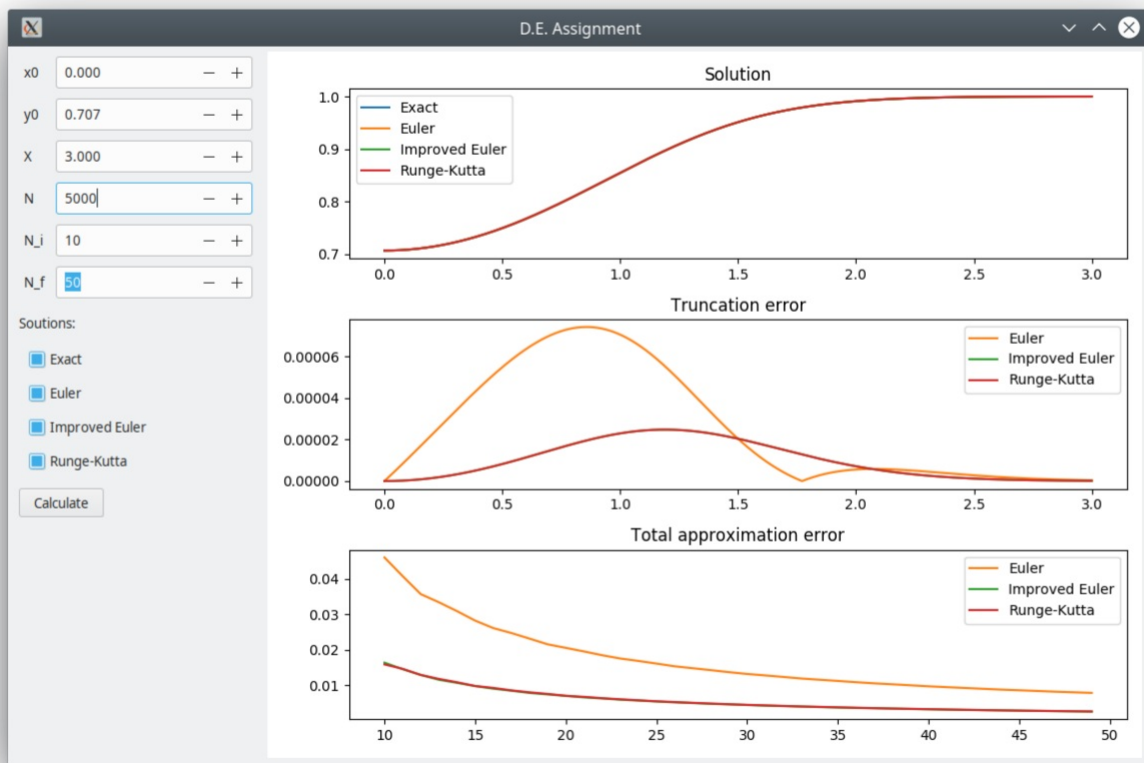 D.E. Assignment
x0 0.000 − +
y0 0.707 − +
X 3.000 − +
N 5000 − +
N_i 10 − +
N_f 50 − +
Soutions:
Exact
Euler
Improved Euler
Runge-Kutta
Calculate
Solution
Exact
Euler
Improved Euler
Runge-Kutta
1.0
0.9
0.8
0.7
0.0 0.5 1.0 1.5 2.0 2.5 3.0
Truncation error
Euler
Improved Euler
Runge-Kutta
0.00006
0.00004
0.00002
0.00000
0.0 0.5 1.0 1.5 2.0 2.5 3.0
Total approximation error
Euler
Improved Euler
Runge-Kutta
0.04
0.03
0.02
0.01
10 15 20 25 30 35 40 45 50